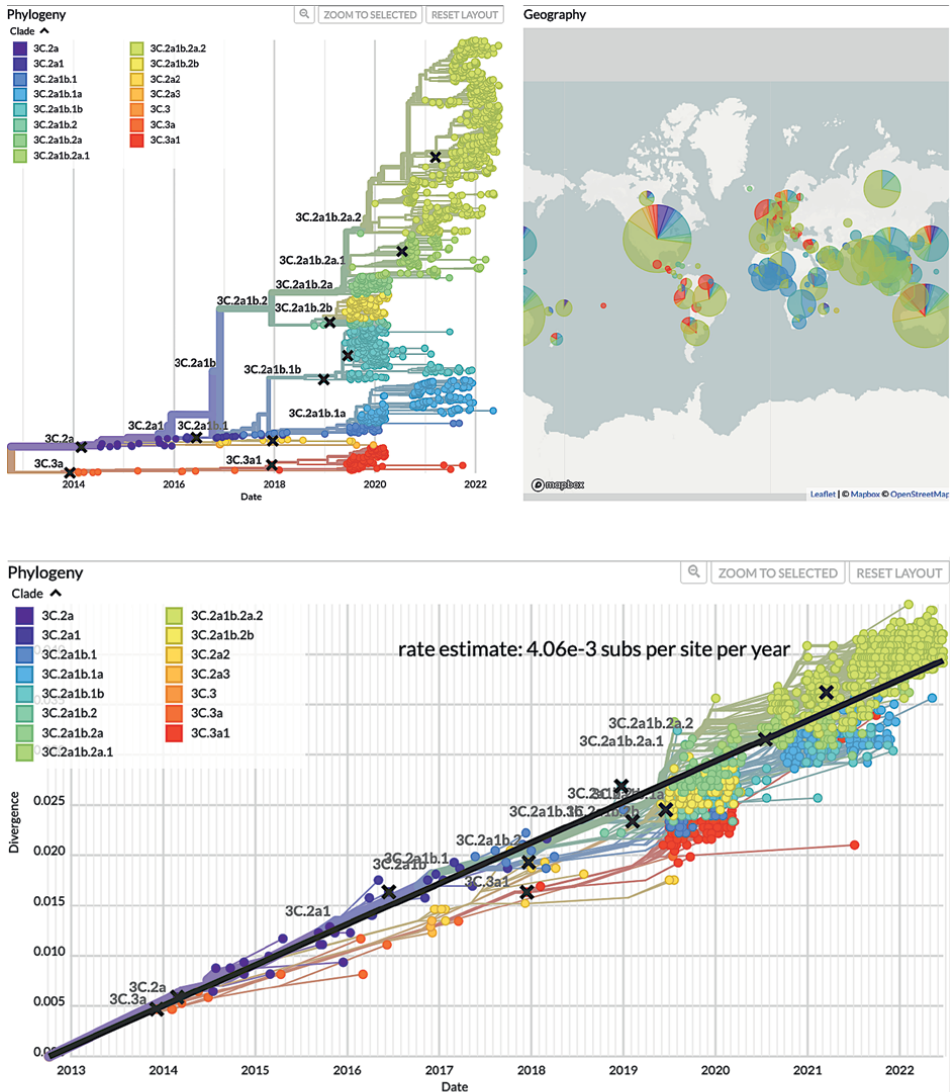 Phylogeny
ZOOM TO SELECTED
RESET LAYOUT
Clade
3C.2a
3C.2a1
3C.2a1b.1
3C.2a1b.1a
3C.2a1b.1b
3C.2a1b.2
3C.2a1b.2a
3C.2a1b.2a.1
3C.2a1b.2a.2
3C.2a1b.2b
3C.2a2
3C.2a3
3C.3
3C.3a
3C.3a1
3C.2a1b.2a.2
3C.2a1b.2a.1
3C.2a1b.2a
3C.2a1b.2
3C.2a1b.2b
3C.2a1b
3C.2a1b.1b
3C.2a1b.1a
3C.2a1
3C.2a1b.1
3C.2a
3C.3a1
3C.3a
2014
2016
2018
2020
2022
Date
Geography
mapbox
Leaflet | © Mapbox © OpenStreetMap
Phylogeny
ZOOM TO SELECTED
RESET LAYOUT
Clade
3C.2a
3C.2a1
3C.2a1b.1
3C.2a1b.1a
3C.2a1b.1b
3C.2a1b.2
3C.2a1b.2a
3C.2a1b.2a.1
3C.2a1b.2a.2
3C.2a1b.2b
3C.2a2
3C.2a3
3C.3
3C.3a
3C.3a1
rate estimate: 4.06e-3 subs per site per year
3C.2a1b.2a.2
3C.2a1b.2a.1
3C.2a1b.2
3C.2a1b.1
3C.2a1b
3C.3a1
3C.2a1
3C.2a
3C.3a
0.025
0.020
0.015
0.010
0.005
Divergence
2013
2014
2015
2016
2017
2018
2019
2020
2021
2022
Date